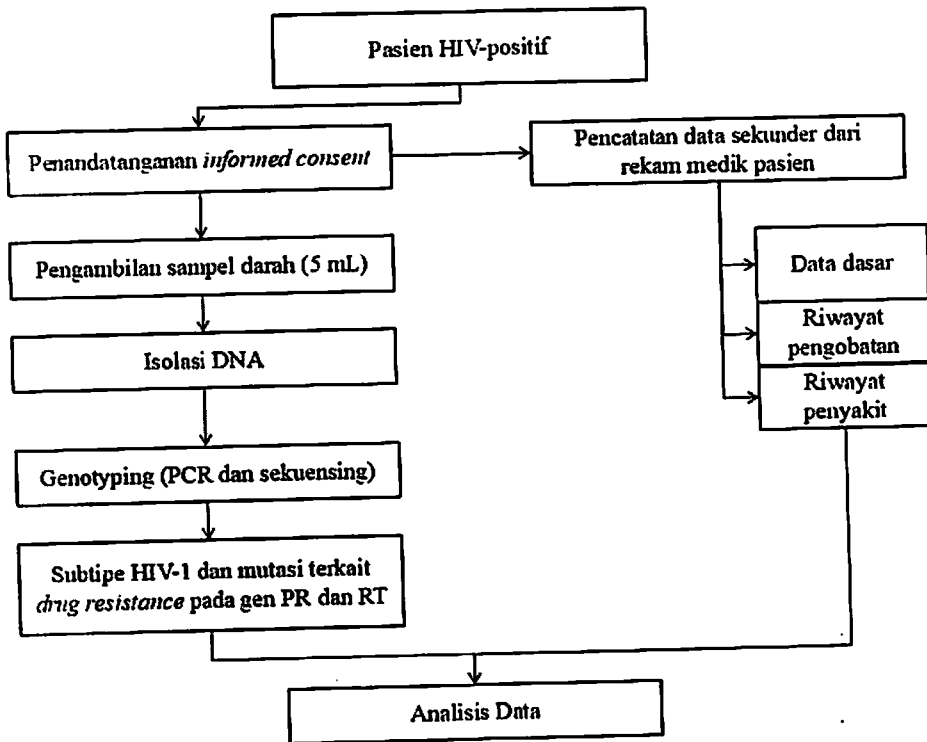 Pasien HIV-positif
Penandatanganan informed consent
Pencatatan data sekunder dari
rekam medik pasien
Pengambilan sampel darah (5 mL)
Data dasar
Riwayat
pengobatan
Isolasi DNA
Riwayat
penyakit
Genotyping (PCR dan sekuensing)
Subtipe HIV-1 dan mutasi terkait
drug resistance pada gen PR dan RT
Analisis Data